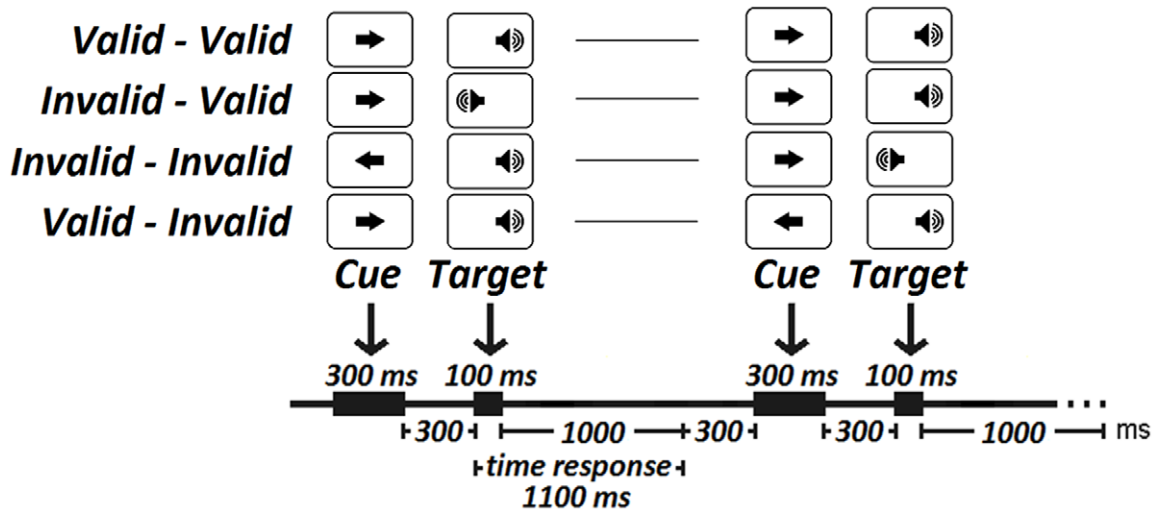 Valid - Valid
Invalid - Valid
Invalid - Invalid
Valid - Invalid
Cue Target Cue Target
300 ms 100 ms 300 ms 100 ms
300 1000 300 300 1000 ms
time response
1100 ms